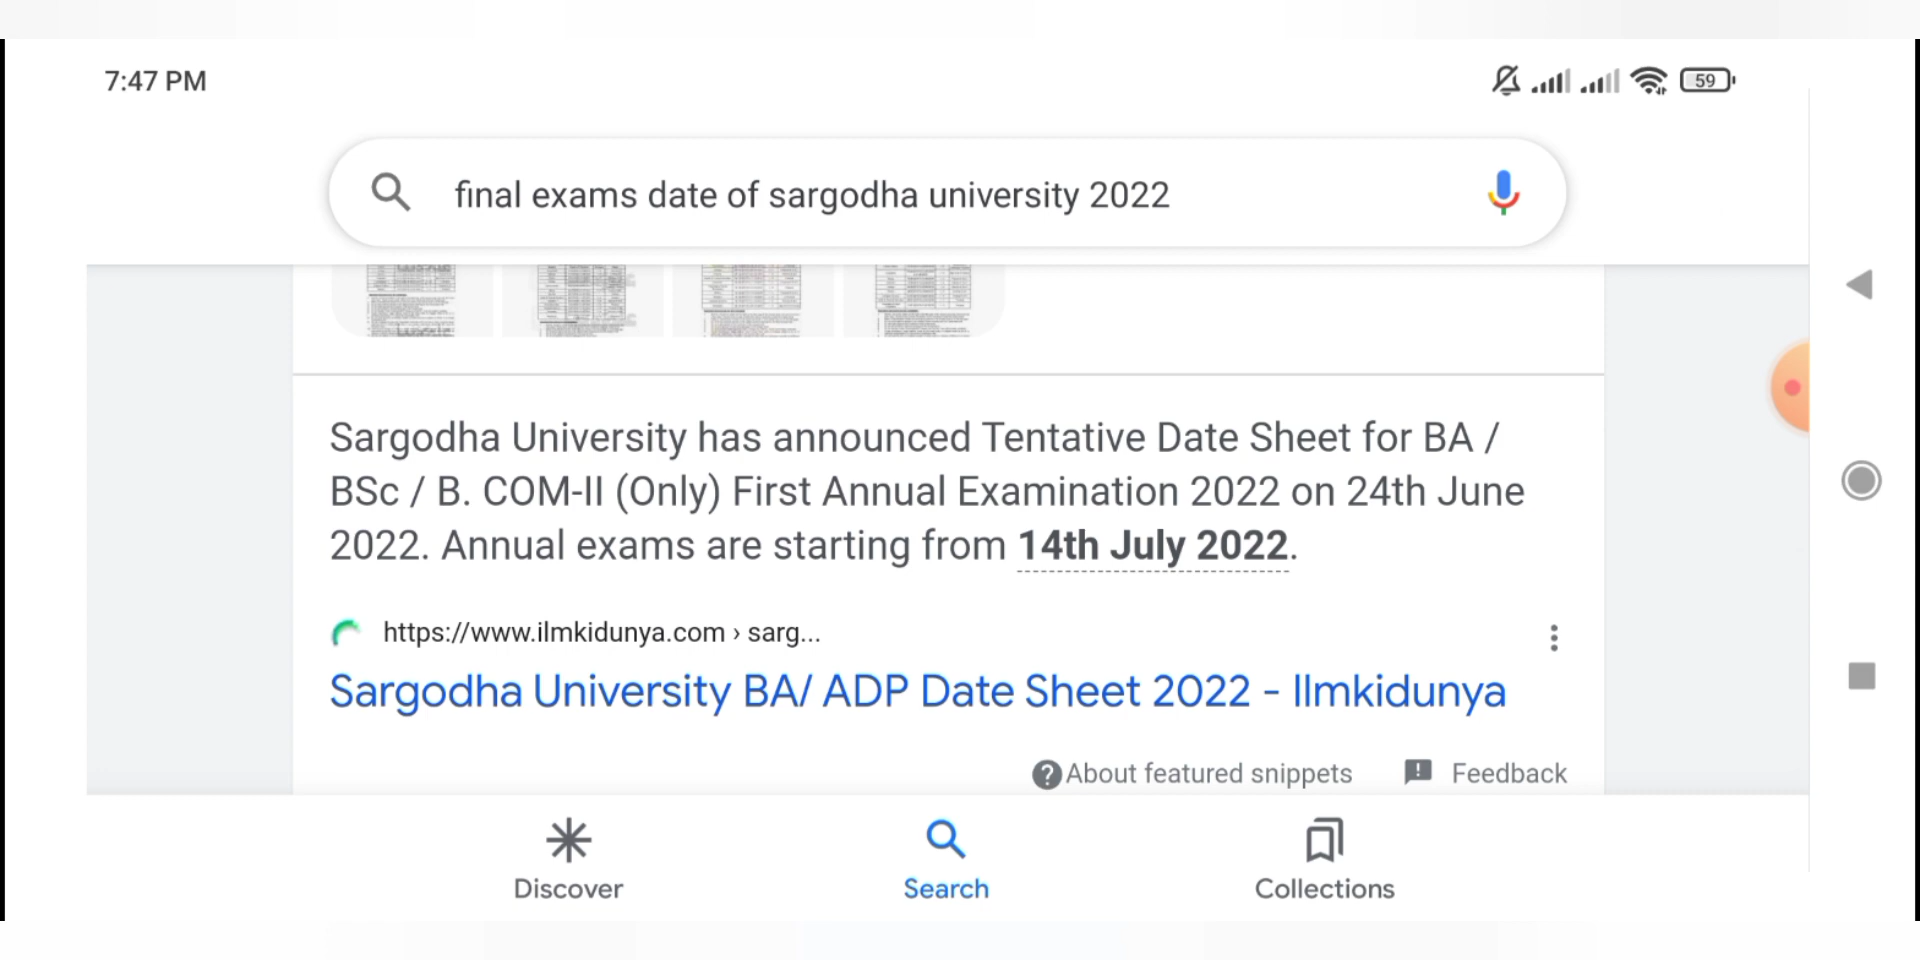 7:47 PM
59
final exams date of sargodha university 2022
Sargodha University has announced Tentative Date Sheet for BA /
BSc / B. COM-II (Only) First Annual Examination 2022 on 24th June
2022. Annual exams are starting from 14th July 2022.
https://www.ilmkidunya.com › sarg...
Sargodha University BA/ ADP Date Sheet 2022 - Ilmkidunya
About featured snippets
Feedback
Discover
Search
Collections